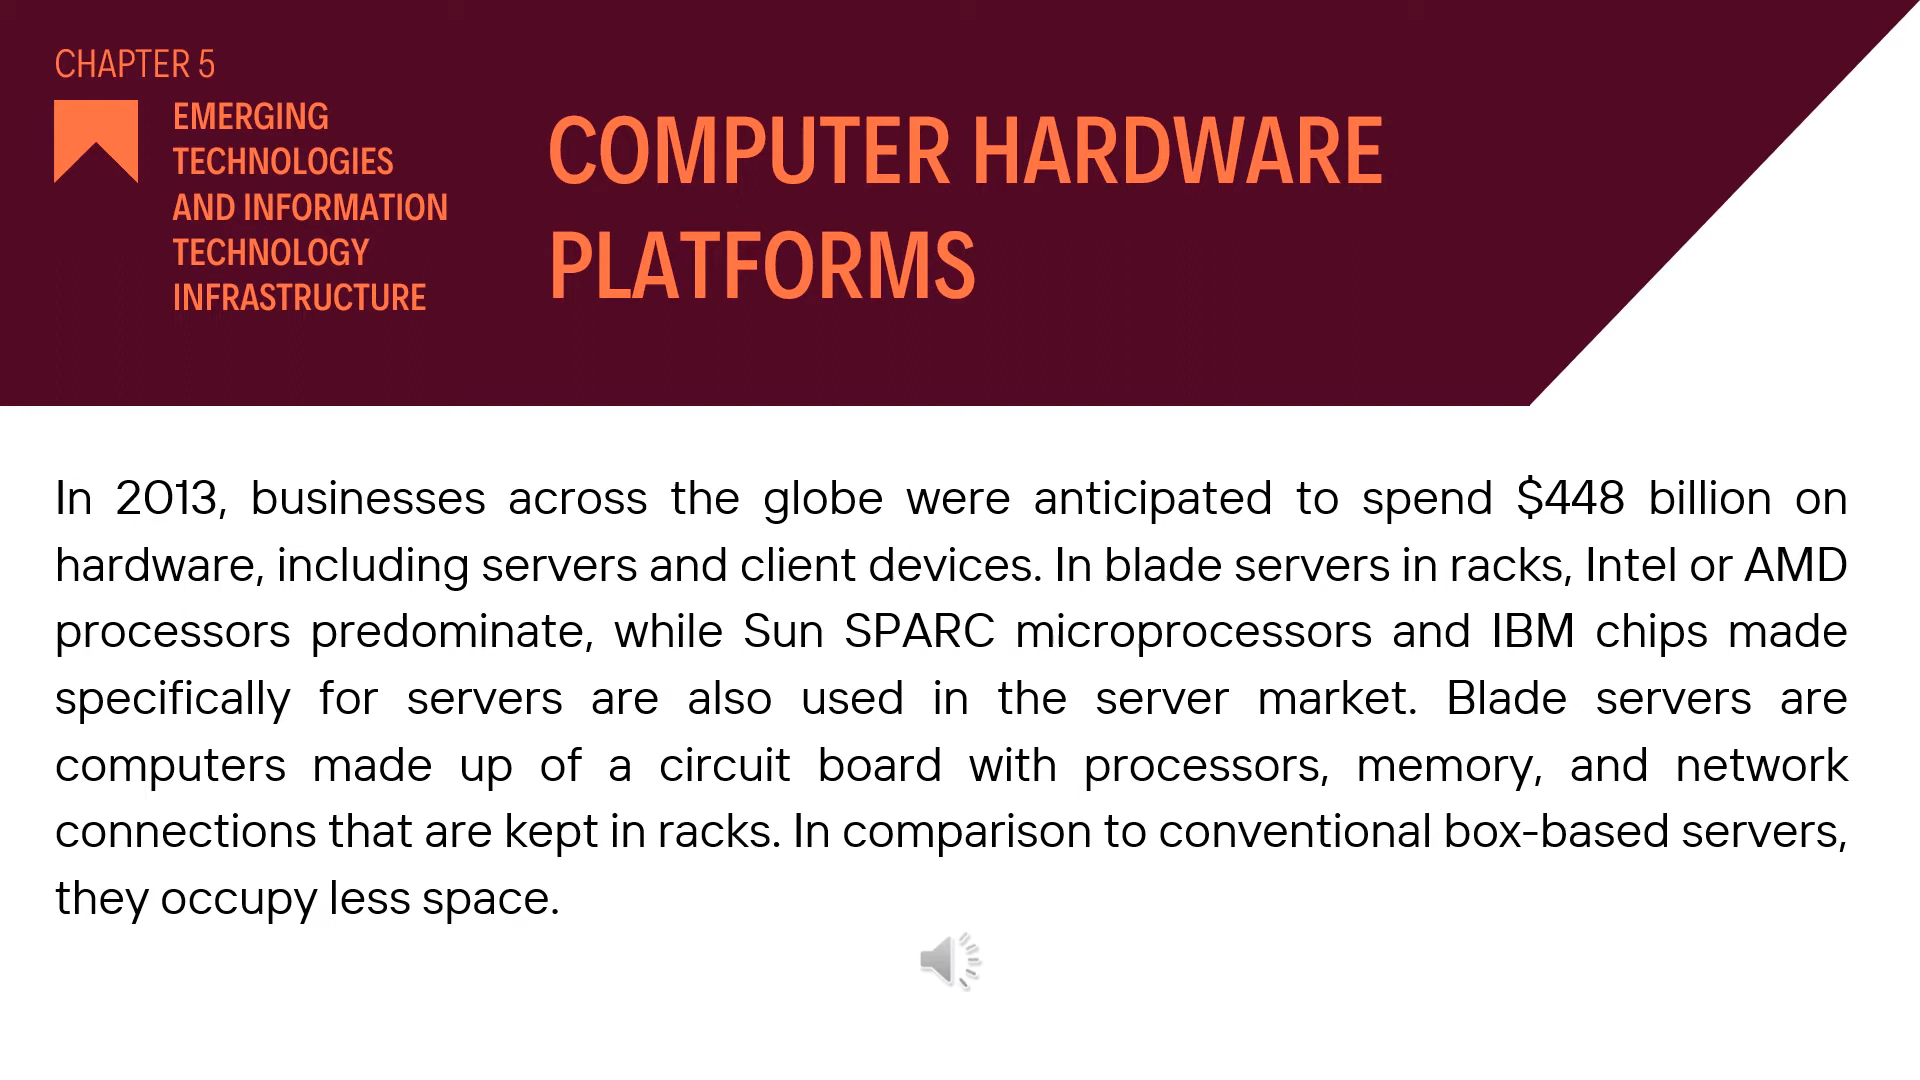 CHAPTER 5
EMERGING
TECHNOLOGIES
AND INFORMATION
TECHNOLOGY
INFRASTRUCTURE
COMPUTER HARDWARE
PLATFORMS
In 2013, businesses across the globe were anticipated to spend $448 billion on
hardware, including servers and client devices. In blade servers in racks, Intel or AMD
processors predominate, while Sun SPARC microprocessors and IBM chips made
specifically for servers are also used in the server market. Blade servers are
computers made up of a circuit board with processors, memory, and network
connections that are kept in racks. In comparison to conventional box-based servers,
they occupy less space.